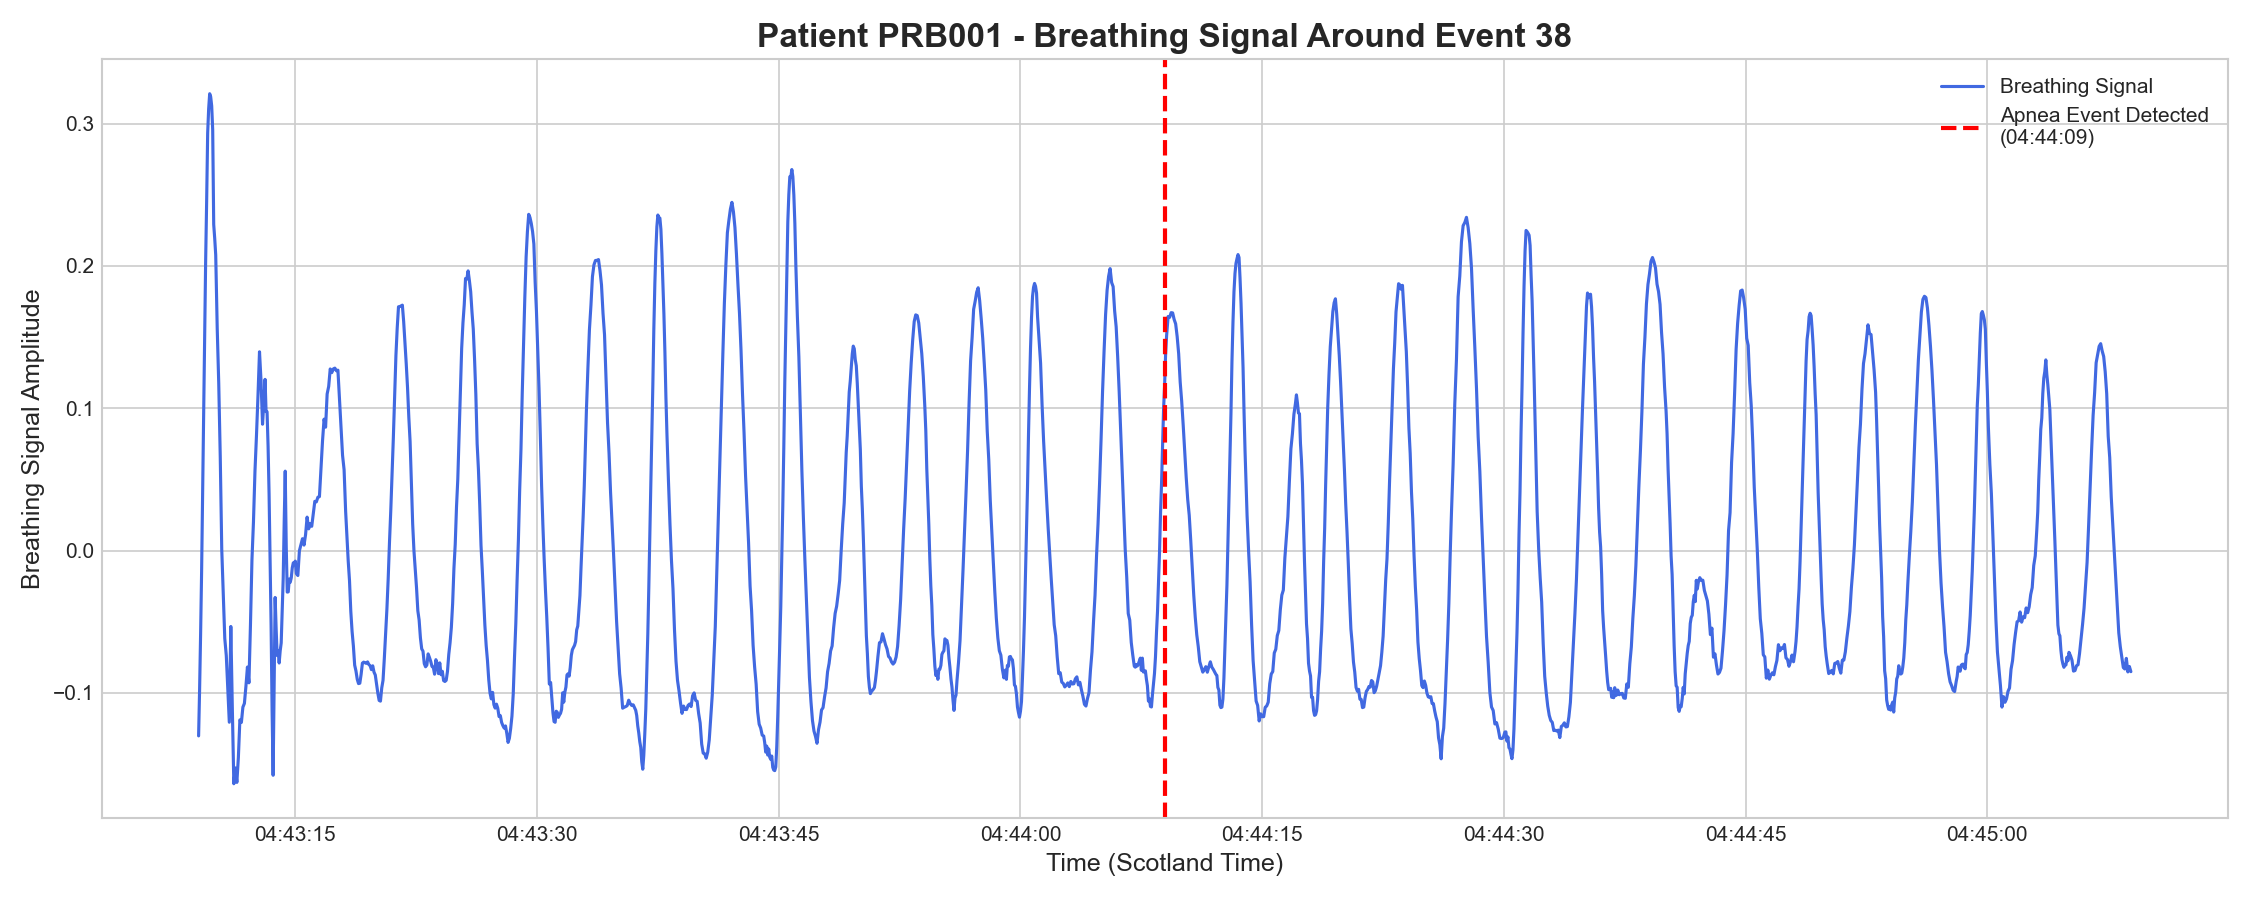 Patient PRB001 - Breathing Signal Around Event 38
Breathing Signal
Apnea Event Detected
(04:44:09)
Breathing Signal Amplitude
0.3
0.2
0.1
0.0
−0.1
04:43:15 04:43:30 04:43:45 04:44:00 04:44:15 04:44:30 04:44:45 04:45:00
Time (Scotland Time)